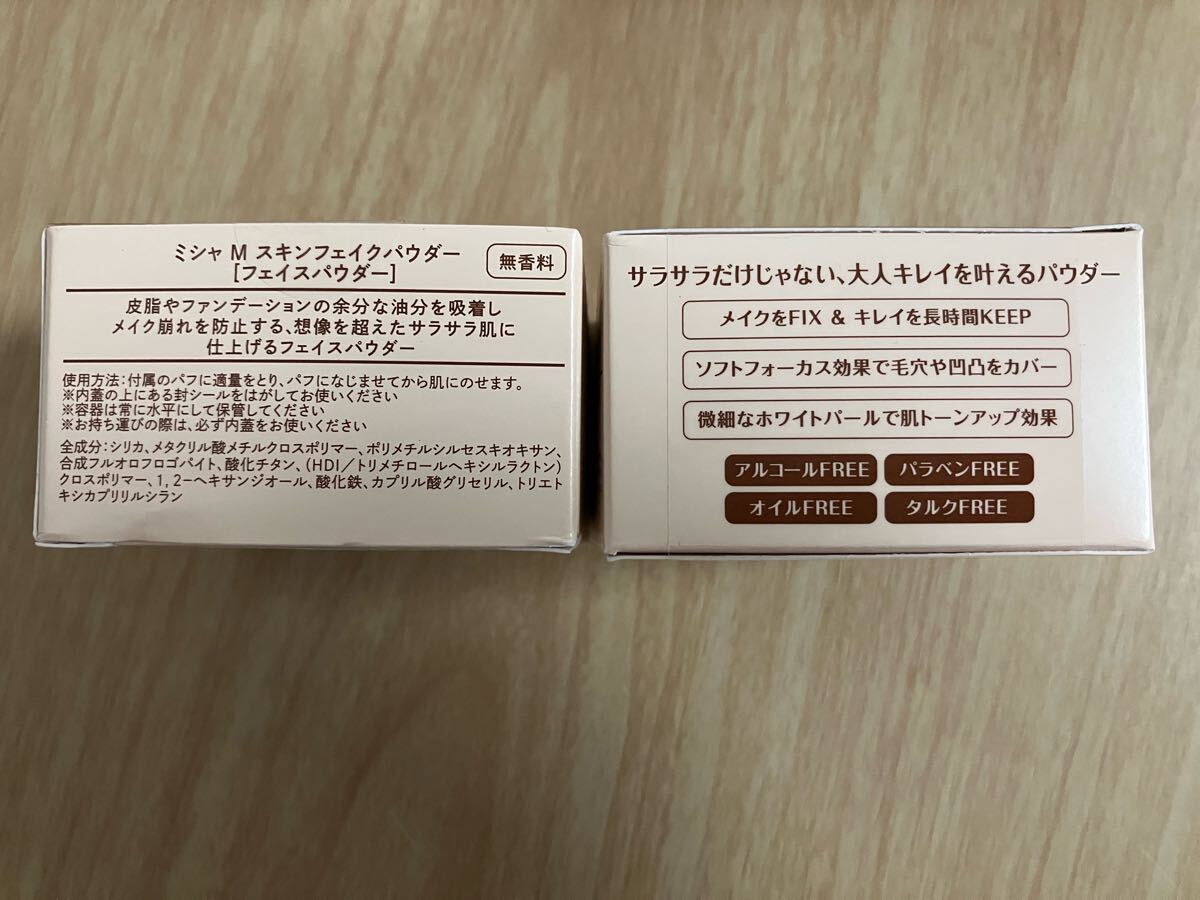 ミシャ M スキンフェイクパウダー
[フェイスパウダー]
無香料
皮脂やファンデーションの余分な油分を吸着し
メイク崩れを防止する、想像を超えたサラサラ肌に
仕上げるフェイスパウダー
使用方法：付属のパフに適量をとり、パフになじませてから肌にのせます。
※内蓋の上にある封シールをはがしてお使いください
※容器は常に水平にして保管してください
※お持ち運びの際は、必ず内蓋をお使いください
全成分：シリカ、メタクリル酸メチルクロスポリマー、ポリメチルシルセスキオキサン、
合成フルオロフロゴパイト、酸化チタン、(HDI／トリメチロールヘキシルラクトン)
クロスポリマー、1, 2－ヘキサンジオール、酸化鉄、カプリル酸グリセリル、トリエト
キシカプリリルシラン
サラサラだけじゃない、大人キレイを叶えるパウダー
メイクをFIX & キレイを長時間KEEP
ソフトフォーカス効果で毛穴や凹凸をカバー
微細なホワイトパールで肌トーンアップ効果
アルコールFREE
パラベンFREE
オイルFREE
タルクFREE